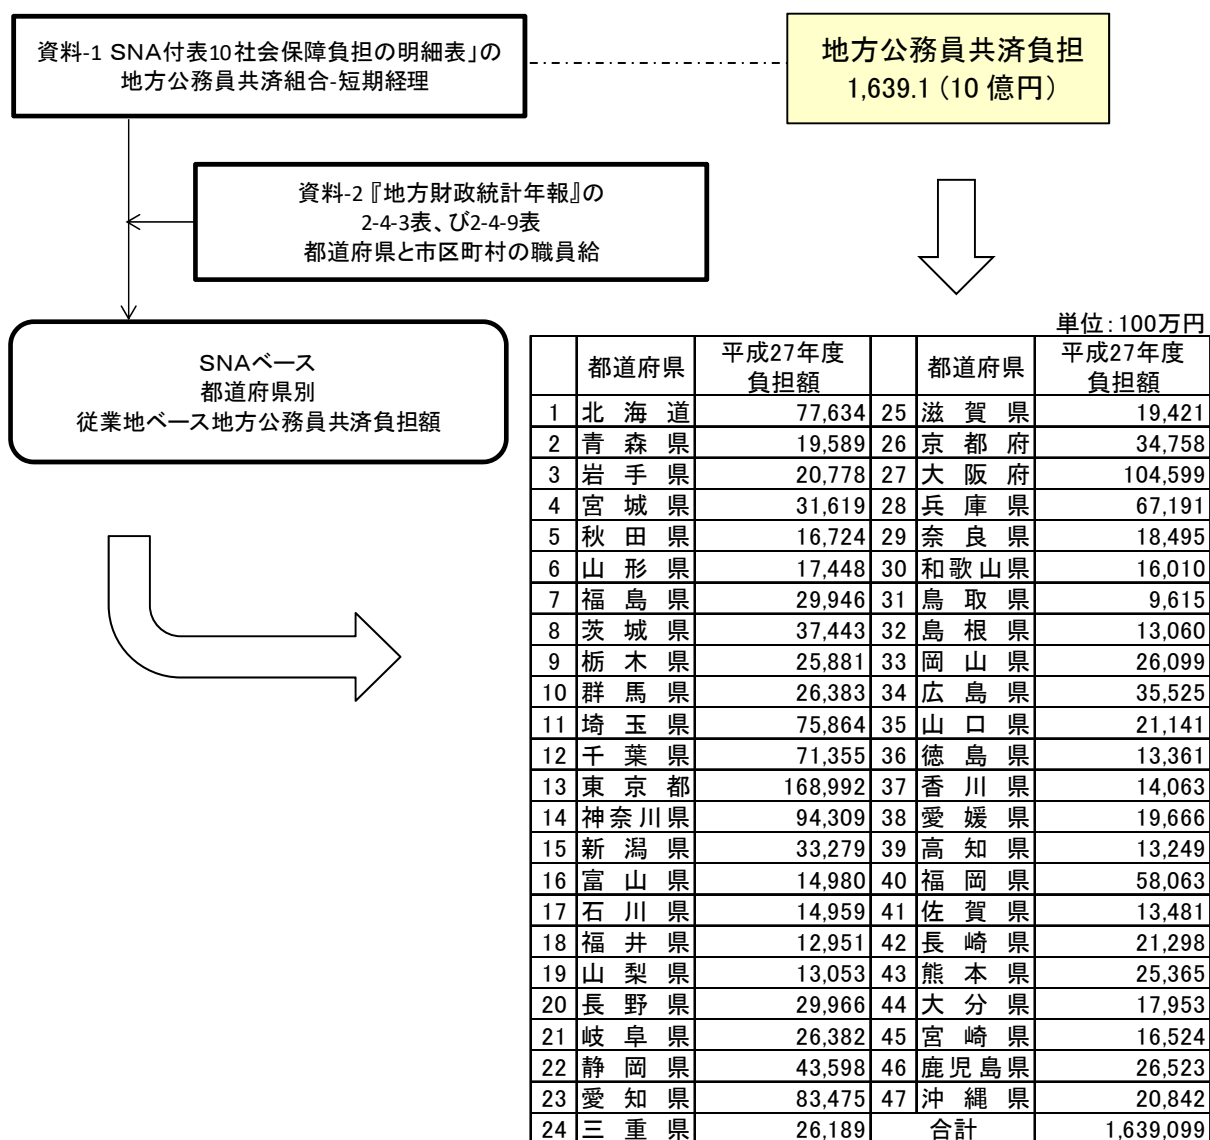 資料-1 SNA付表10社会保障負担の明細表」の
地方公務員共済組合-短期経理
地方公務員共済負担
1,639.1 (10 億円)
資料-2 『地方財政統計年報』の
2-4-3表、び2-4-9表
都道府県と市区町村の職員給
SNAベース
都道府県別
従業地ベース地方公務員共済負担額
単位:100万円
都道府県 平成27年度 負担額 都道府県 平成27年度 負担額
1 北海道 77,634 25 滋賀県 19,421
2 青森県 19,589 26 京都府 34,758
3 岩手県 20,778 27 大阪府 104,599
4 宮城県 31,619 28 兵庫県 67,191
5 秋田県 16,724 29 奈良県 18,495
6 山形県 17,448 30 和歌山県 16,010
7 福島県 29,946 31 鳥取県 9,615
8 茨城県 37,443 32 島根県 13,060
9 栃木県 25,881 33 岡山県 26,099
10 群馬県 26,383 34 広島県 35,525
11 埼玉県 75,864 35 山口県 21,141
12 千葉県 71,355 36 徳島県 13,361
13 東京都 168,992 37 香川県 14,063
14 神奈川県 94,309 38 愛媛県 19,666
15 新潟県 33,279 39 高知県 13,249
16 富山県 14,980 40 福岡県 58,063
17 石川県 14,959 41 佐賀県 13,481
18 福井県 12,951 42 長崎県 21,298
19 山梨県 13,053 43 熊本県 25,365
20 長野県 29,966 44 大分県 17,953
21 岐阜県 26,382 45 宮崎県 16,524
22 静岡県 43,598 46 鹿児島県 26,523
23 愛知県 83,475 47 沖縄県 20,842
24 三重県 26,189 合計 1,639,099